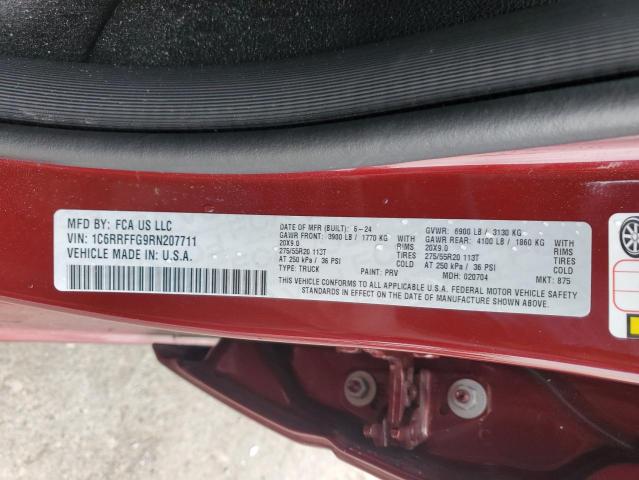 MFD BY: FCA US LLC
VIN: 1C6RRFFG9RN207711
VEHICLE MADE IN: U.S.A.
DATE OF MFR (BUILT): 6-24 GVWR: 6900 LB / 3130 KG
GAWR FRONT: 3900 LB / 1770 KG WITH GAWR REAR: 4100 LB / 1860 KG WITH
20X9.0 RIMS 20X9.0 RIMS
275/55R20 113T TIRES 275/55R20 113T TIRES
AT 250 kPa / 36 PSI COLD AT 250 kPa / 36 PSI COLD
TYPE: TRUCK PAINT: PRV MDH: 020704 MKT: 875
THIS VEHICLE CONFORMS TO ALL APPLICABLE U.S.A. FEDERAL MOTOR VEHICLE SAFETY
STANDARDS IN EFFECT ON THE DATE OF MANUFACTURE SHOWN ABOVE.